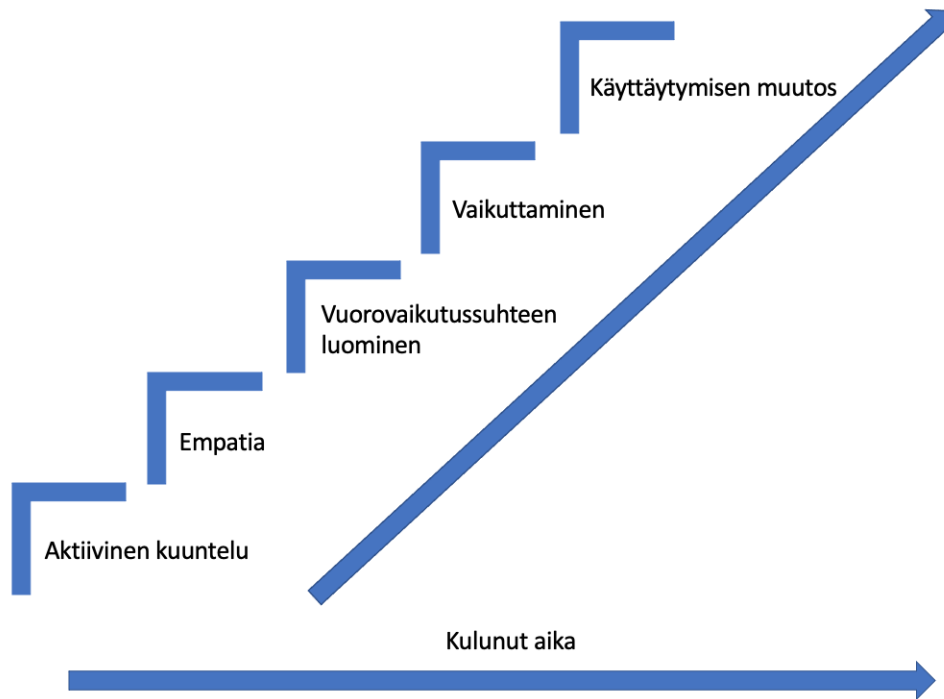 Käyttäytymisen muutos
Vaikuttaminen
Vuorovaikutussuhteen
luominen
Empatia
Aktiivinen kuuntelu
Kulunut aika